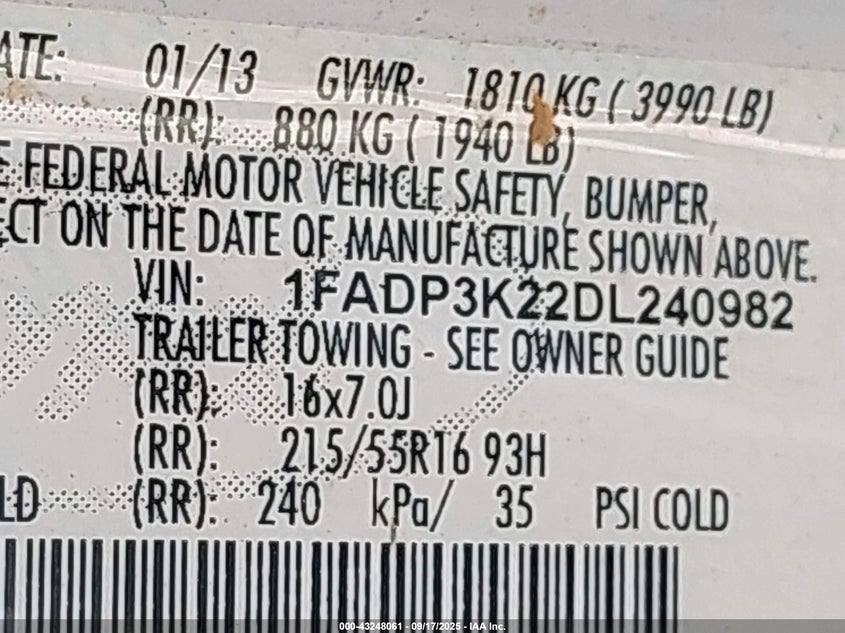 ATE: 01/13 GVWR: 1810 KG ( 3990 LB)
(RR): 880 KG ( 1940 LB)
E FEDERAL MOTOR VEHICLE SAFETY, BUMPER,
ECT ON THE DATE OF MANUFACTURE SHOWN ABOVE.
VIN: 1FADP3K22DL240982
TRAILER TOWING - SEE OWNER GUIDE
(RR): 16x7.0J
(RR): 215/55R16 93H
LD (RR): 240 kPa/ 35 PSI COLD
000-43248061 - 09/17/2025 - IAA Inc.